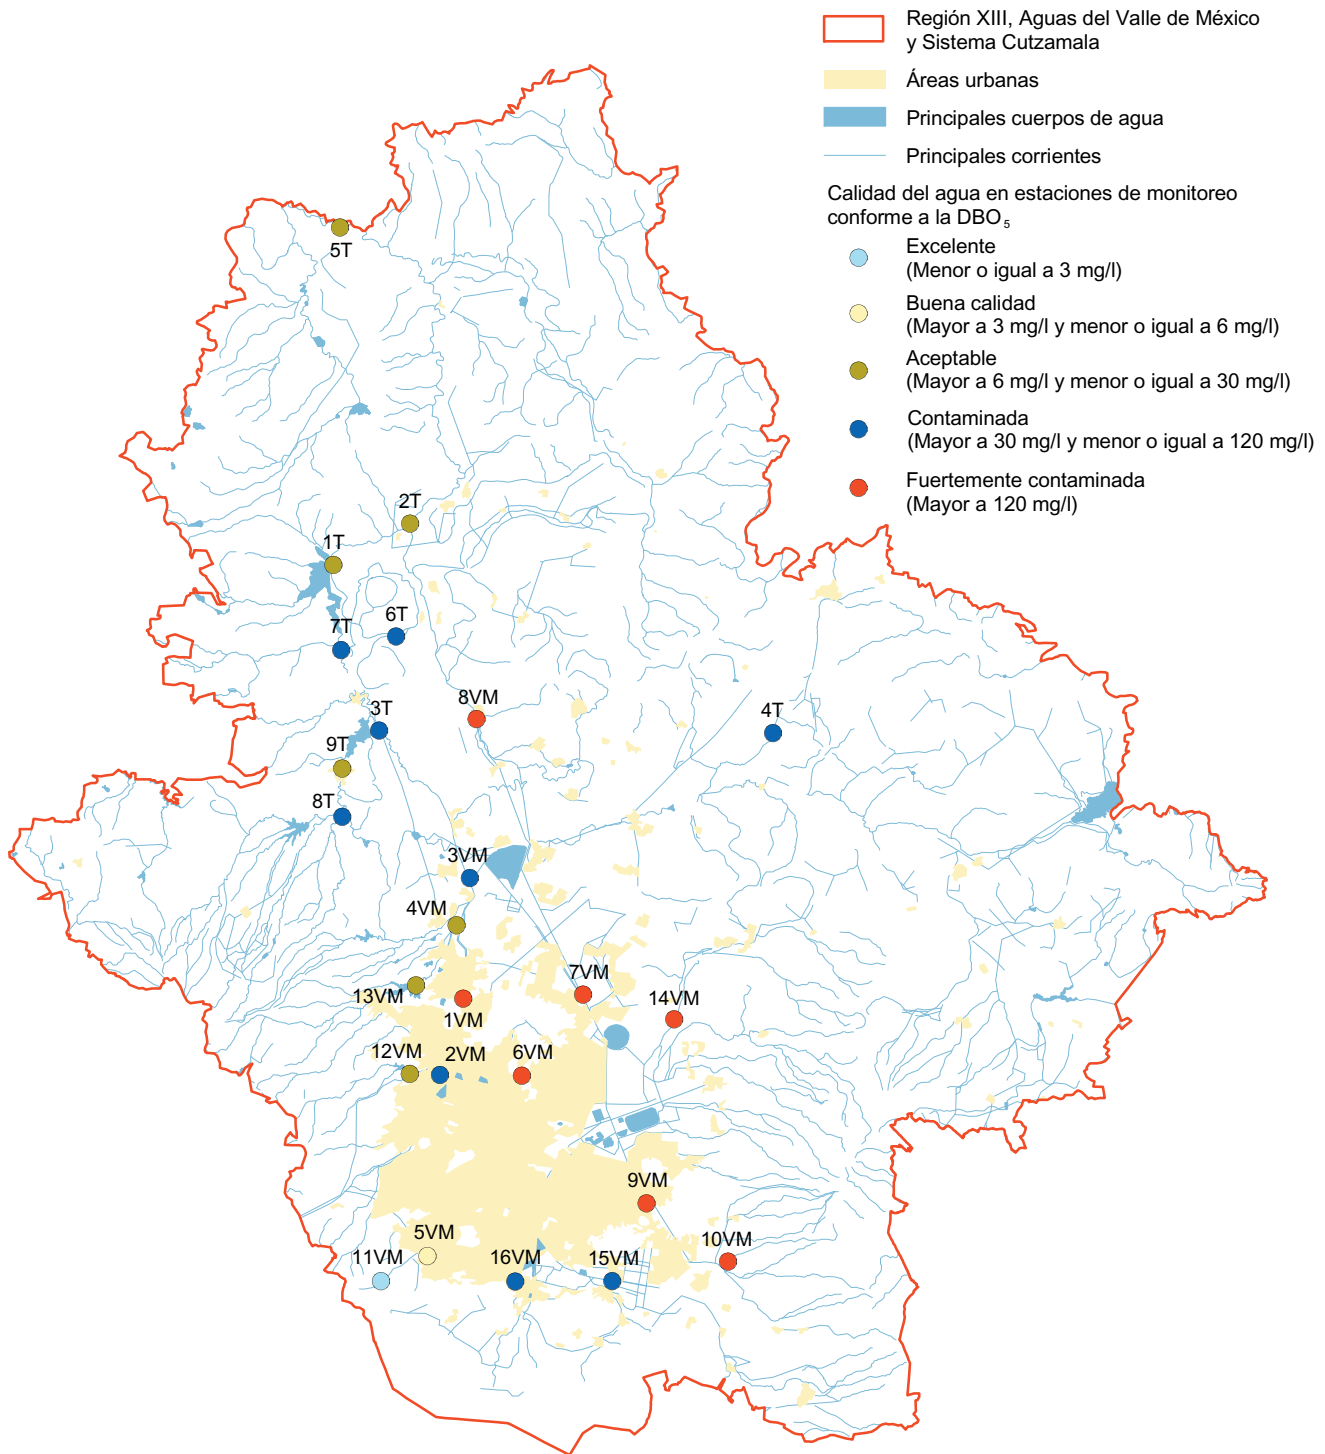 Región XIII, Aguas del Valle de México
y Sistema Cutzamala
Áreas urbanas
Principales cuerpos de agua
Principales corrientes
Calidad del agua en estaciones de monitoreo
conforme a la DBO₅
Excelente
(Menor o igual a 3 mg/l)
Buena calidad
(Mayor a 3 mg/l y menor o igual a 6 mg/l)
Aceptable
(Mayor a 6 mg/l y menor o igual a 30 mg/l)
Contaminada
(Mayor a 30 mg/l y menor o igual a 120 mg/l)
Fuertemente contaminada
(Mayor a 120 mg/l)
5T
2T
1T
6T
7T
8VM
3T
4T
9T
8T
3VM
4VM
7VM
13VM
14VM
1VM
12VM
2VM
6VM
9VM
5VM
10VM
11VM
16VM
15VM